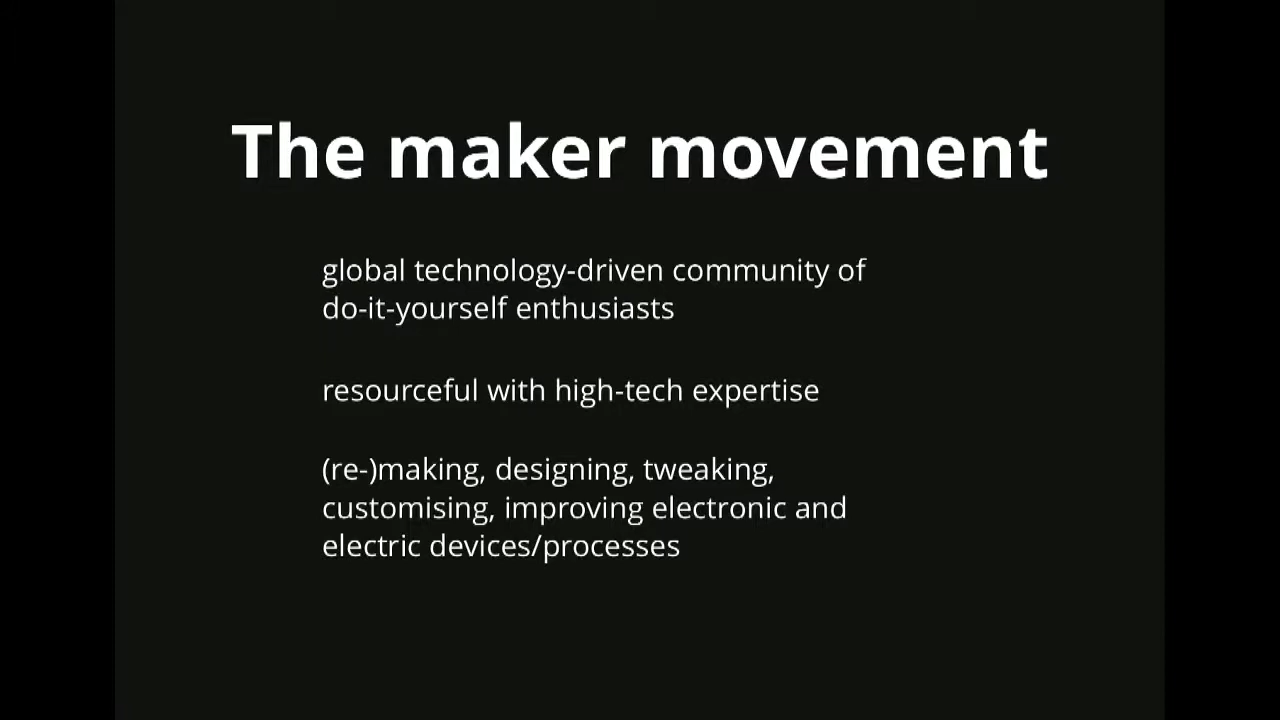 The maker movement
global technology-driven community of
do-it-yourself enthusiasts
resourceful with high-tech expertise
(re-)making, designing, tweaking,
customising, improving electronic and
electric devices/processes